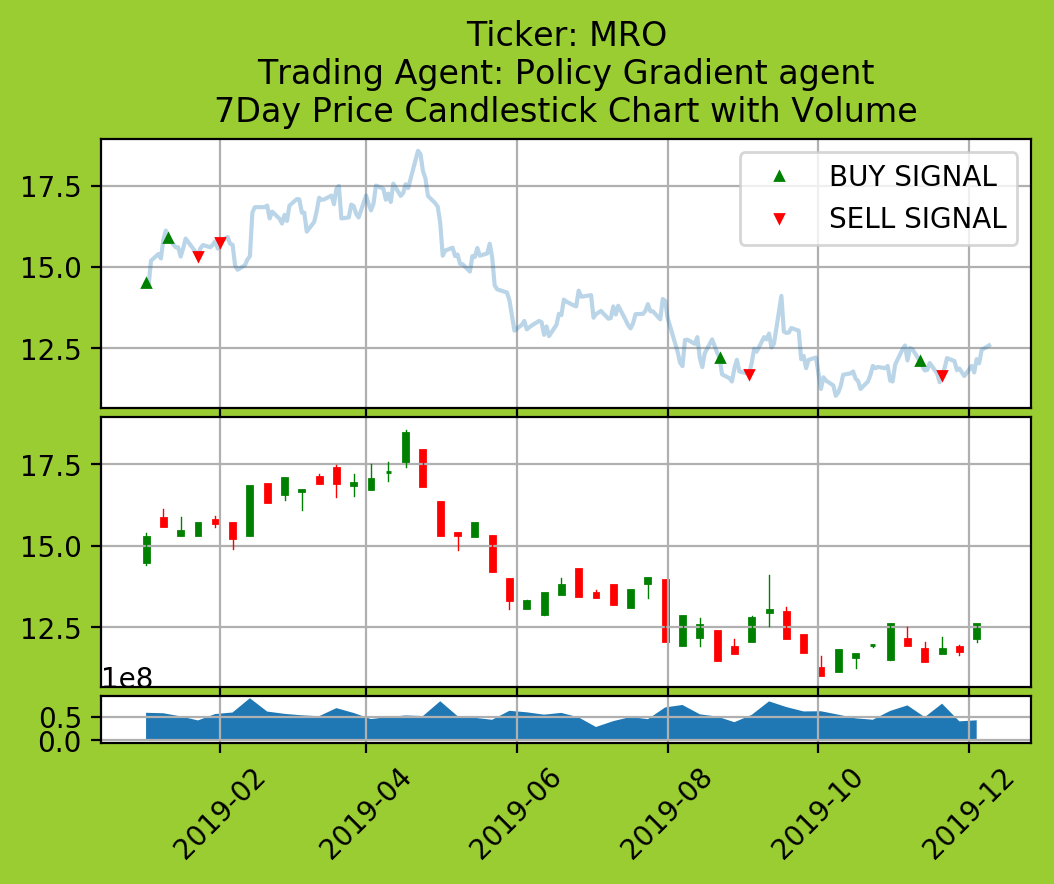 Ticker: MRO
Trading Agent: Policy Gradient agent
7Day Price Candlestick Chart with Volume
BUY SIGNAL
SELL SIGNAL
17.5
15.0
12.5
17.5
15.0
12.5
1e8
0.5
0.0
2019-02
2019-04
2019-06
2019-08
2019-10
2019-12